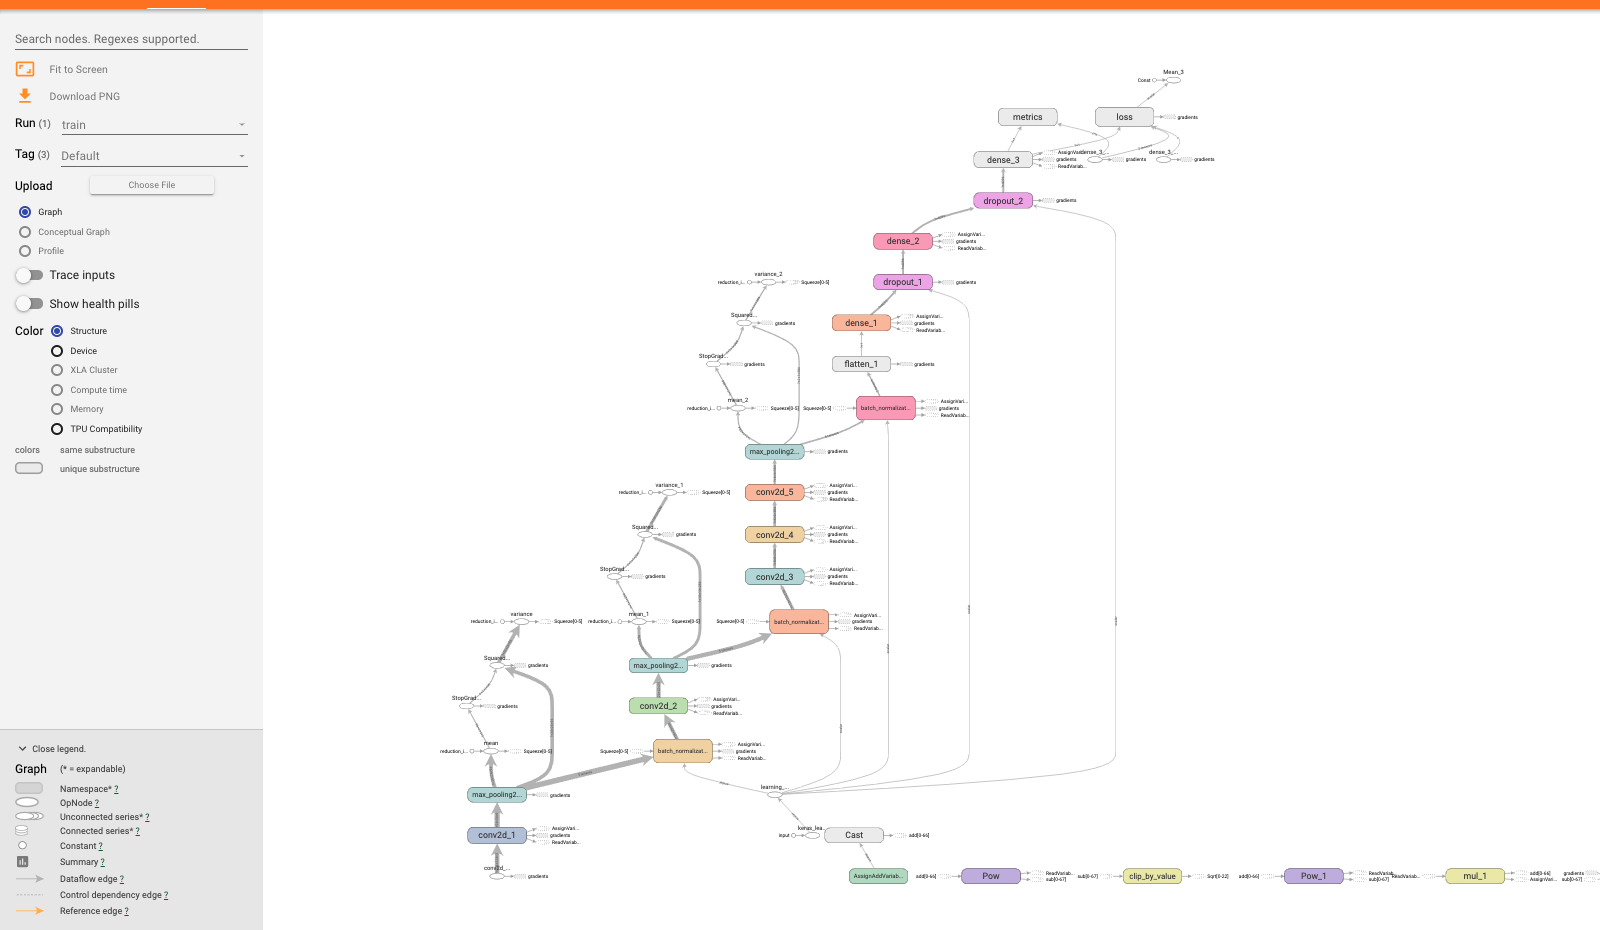 Search nodes. Regexes supported.
Fit to Screen
Download PNG
Run (1) train
Tag (3) Default
Upload Choose File
Graph
Conceptual Graph
Profile
Trace inputs
Show health pills
Color Structure
Device
XLA Cluster
Compute time
Memory
TPU Compatibility
colors same substructure
unique substructure
Close legend.
Graph (* = expandable)
Namespace* ?
OpNode ?
Unconnected series* ?
Connected series* ?
Constant ?
Summary ?
Dataflow edge ?
Control dependency edge ?
Reference edge ?
Mean_3
Const
metrics
loss
gradients
dense_3
gradients
ReadVariab...
dense_3_...
gradients
dense_3_...
gradients
dropout_2
gradients
dense_2
AssignVari...
gradients
ReadVariab...
variance_2
reduction_i...
Squeeze[0-5]
dropout_1
gradients
Squared...
gradients
dense_1
AssignVari...
gradients
ReadVariab...
StopGrad...
gradients
flatten_1
gradients
mean_2
reduction_i...
Squeeze[0-5]
Squeeze[0-5]
batch_normalizat...
AssignVari...
gradients
ReadVariab...
max_pooling2...
gradients
variance_1
reduction_i...
Squeeze[0-5]
conv2d_5
AssignVari...
gradients
ReadVariab...
Squared...
gradients
conv2d_4
AssignVari...
gradients
ReadVariab...
StopGrad...
gradients
conv2d_3
AssignVari...
gradients
ReadVariab...
variance
reduction_i...
Squeeze[0-5]
mean_1
reduction_i...
Squeeze[0-5]
Squeeze[0-5]
batch_normalizat...
AssignVari...
gradients
ReadVariab...
Squared...
gradients
max_pooling2...
gradients
StopGrad...
gradients
conv2d_2
AssignVari...
gradients
ReadVariab...
mean
reduction_i...
Squeeze[0-5]
Squeeze[0-5]
batch_normalizat...
AssignVari...
gradients
ReadVariab...
max_pooling2...
gradients
learning_...
conv2d_1
AssignVari...
gradients
ReadVariab...
keras_lea...
input
Cast
add[0-66]
gradients
AssignAddVariab...
add[0-66]
Pow
ReadVariab...
sub[0-67]
sub[0-67]
clip_by_value
Sqrt[0-22]
add[0-66]
Pow_1
sub[0-67]
mul_1
add[0-66]
AssignVari...
gradients
sub[0-67]